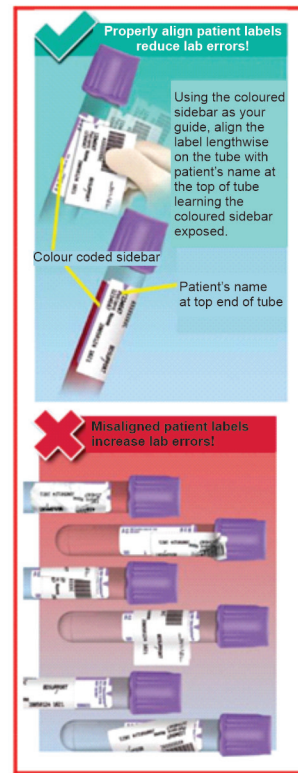 Properly align patient labels
reduce lab errors!
Using the coloured
sidebar as your
guide, align the
label lengthwise
on the tube with
patient's name at
the top of tube
learning the
coloured sidebar
exposed.
Colour coded sidebar
Patient's name
at top end of tube
Misaligned patient labels
increase lab errors!